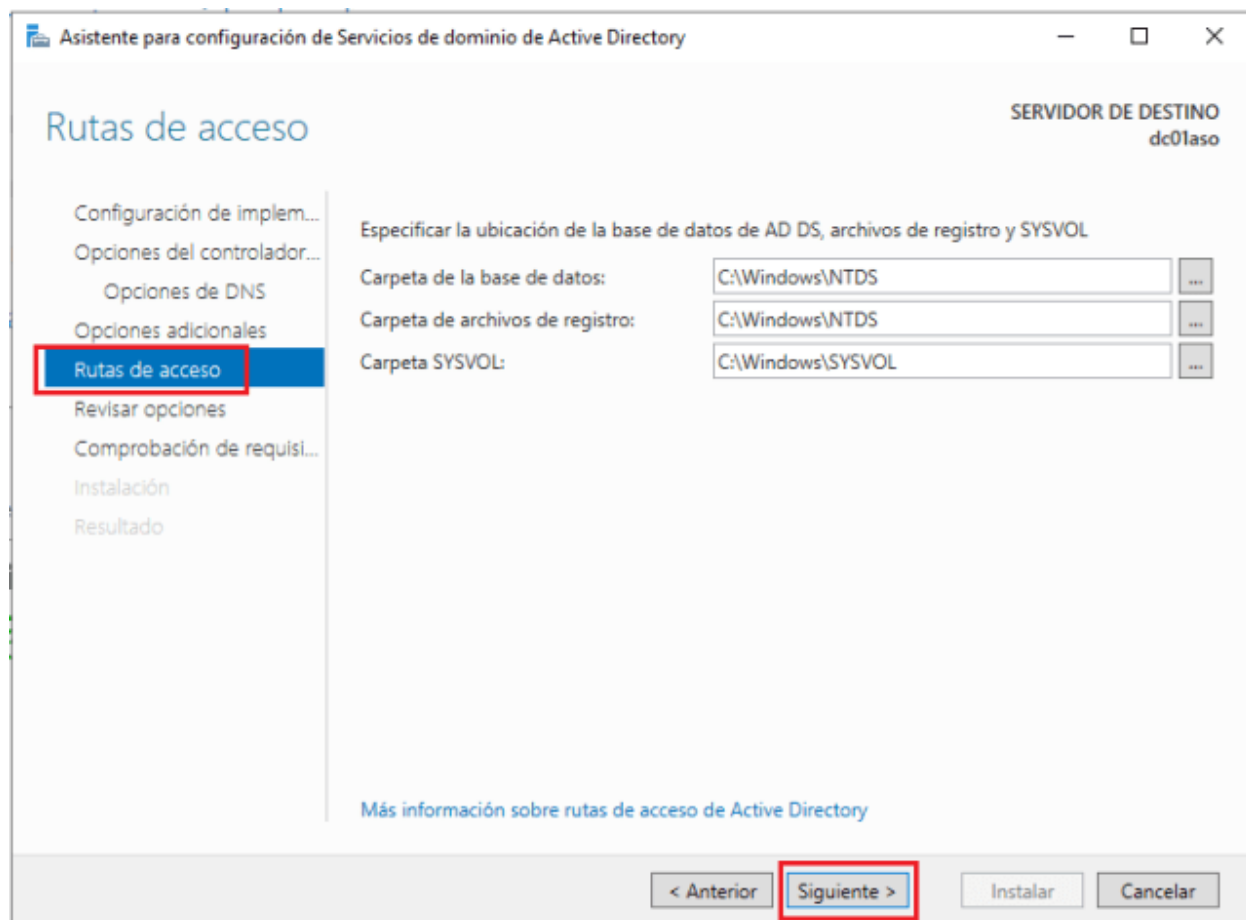 Asistente para configuración de Servicios de dominio de Active Directory
Rutas de acceso
SERVIDOR DE DESTINO
dc01aso
Configuración de implem...
Opciones del controlador...
Opciones de DNS
Opciones adicionales
Rutas de acceso
Revisar opciones
Comprobación de requisi...
Instalación
Resultado
Especificar la ubicación de la base de datos de AD DS, archivos de registro y SYSVOL
Carpeta de la base de datos: C:\Windows\NTDS ...
Carpeta de archivos de registro: C:\Windows\NTDS ...
Carpeta SYSVOL: C:\Windows\SYSVOL ...
Más información sobre rutas de acceso de Active Directory
< Anterior Siguiente > Instalar Cancelar